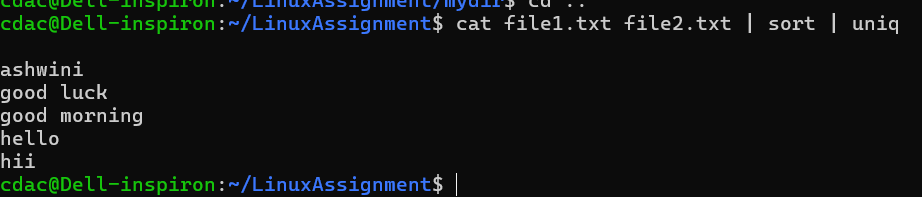 cdac@Dell-inspiron:~/LinuxAssignment/mydir$ cd ..
cdac@Dell-inspiron:~/LinuxAssignment$ cat file1.txt file2.txt | sort | uniq
ashwini
good luck
good morning
hello
hii
cdac@Dell-inspiron:~/LinuxAssignment$